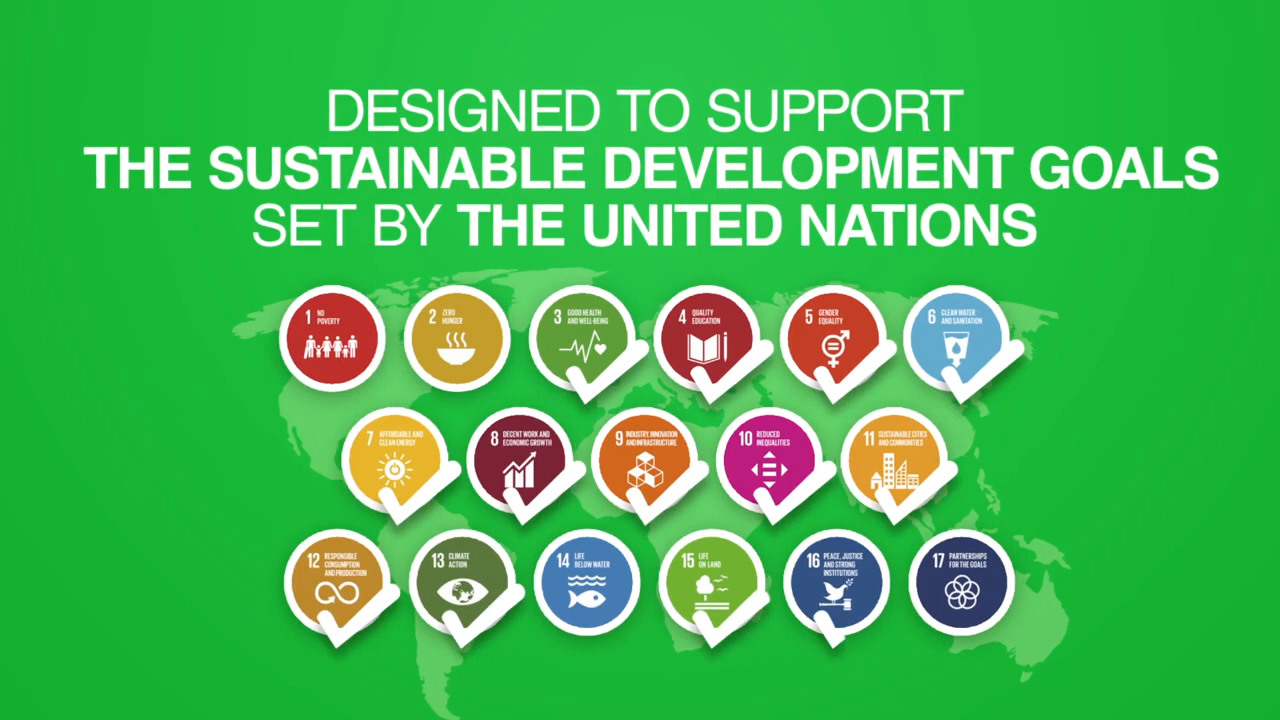 DESIGNED TO SUPPORT
THE SUSTAINABLE DEVELOPMENT GOALS
SET BY THE UNITED NATIONS
1 NO
POVERTY
2 ZERO
HUNGER
3 GOOD HEALTH
AND WELL-BEING
4 QUALITY
EDUCATION
5 GENDER
EQUALITY
6 CLEAN WATER
AND SANITATION
7 AFFORDABLE AND
CLEAN ENERGY
8 DECENT WORK AND
ECONOMIC GROWTH
9 INDUSTRY, INNOVATION
AND INFRASTRUCTURE
10 REDUCED
INEQUALITIES
11 SUSTAINABLE CITIES
AND COMMUNITIES
12 RESPONSIBLE
CONSUMPTION
AND PRODUCTION
13 CLIMATE
ACTION
14 LIFE
BELOW WATER
15 LIFE
ON LAND
16 PEACE, JUSTICE
AND STRONG
INSTITUTIONS
17 PARTNERSHIPS
FOR THE GOALS